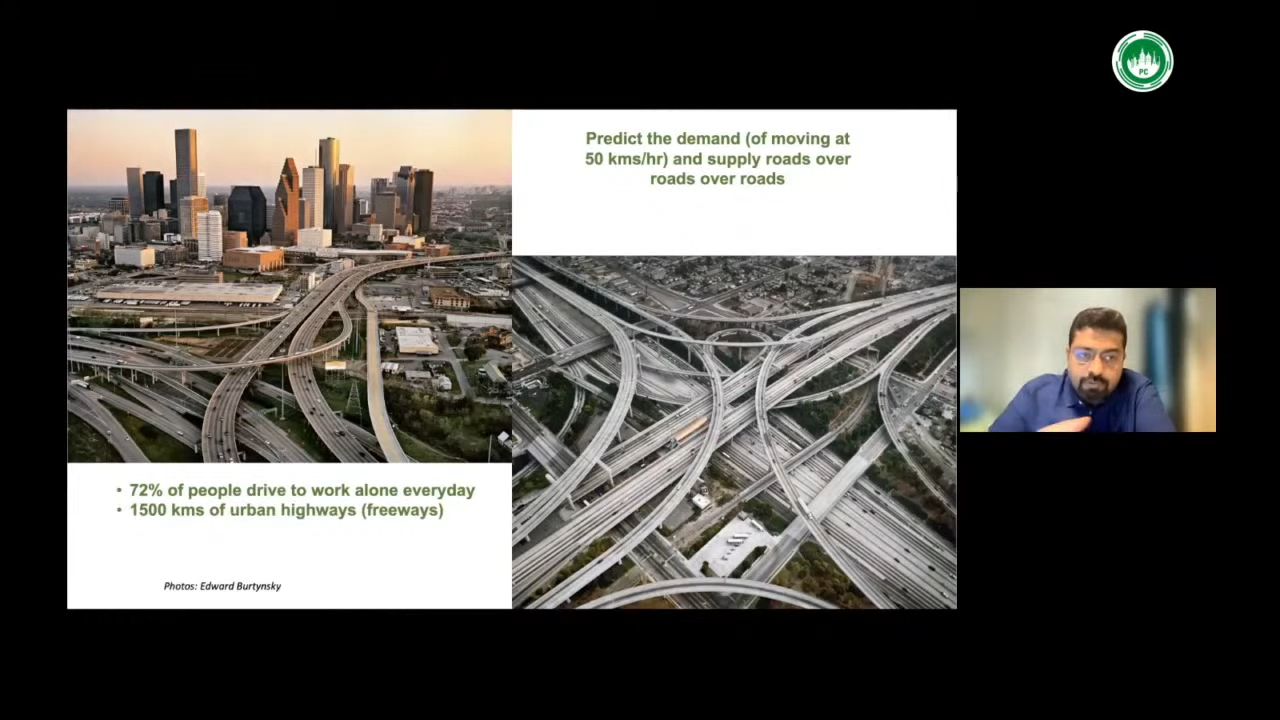 PC
Predict the demand (of moving at
50 kms/hr) and supply roads over
roads over roads
• 72% of people drive to work alone everyday
• 1500 kms of urban highways (freeways)
Photos: Edward Burtynsky